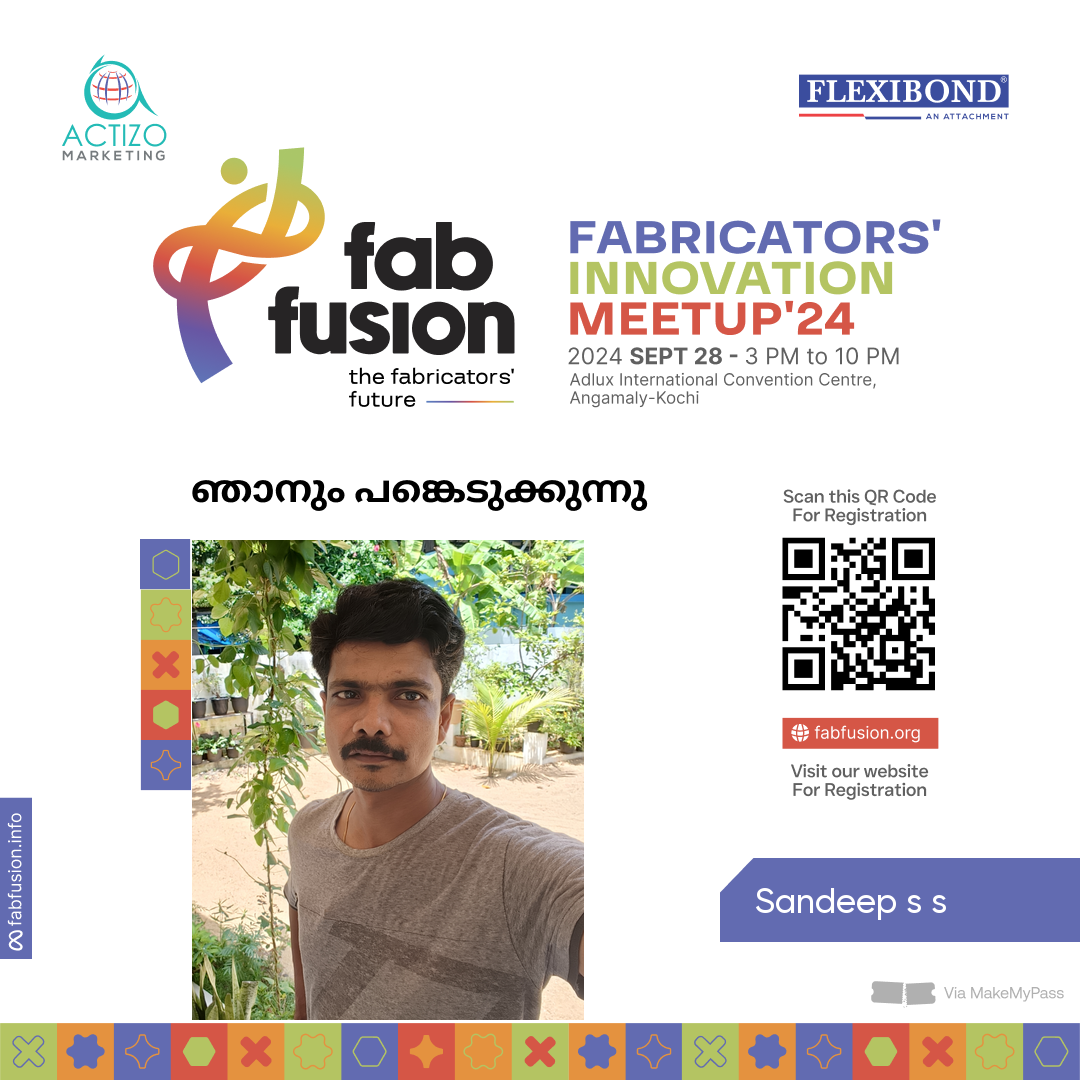 ACTIZO
MARKETING
FLEXIBOND®
AN ATTACHMENT
fab
fusion
the fabricators'
future
FABRICATORS'
INNOVATION
MEETUP'24
2024 SEPT 28 - 3 PM to 10 PM
Adlux International Convention Centre,
Angamaly-Kochi
ഞാനും പങ്കെടുക്കുന്നു
Scan this QR Code
For Registration
fabfusion.org
Visit our website
For Registration
fabfusion.info
Sandeep s s
Via MakeMyPass